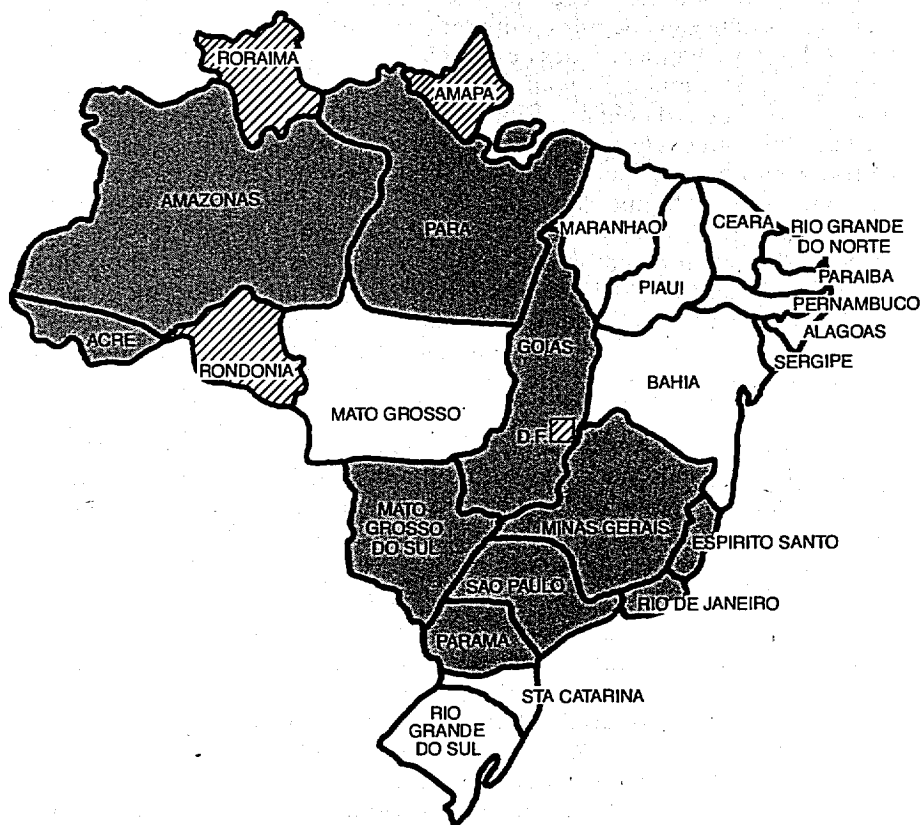 RORAIMA
AMAPA
AMAZONAS
PARA
MARANHAO
CEARA
RIO GRANDE
DO NORTE
PARAIBA
PIAUI
PERNAMBUCO
ALAGOAS
SERGIPE
ACRE
RONDONIA
GOIAS
BAHIA
MATO GROSSO
D.F.
MATO
GROSSO
DO SUL
MINAS GERAIS
ESPIRITO SANTO
SAO PAULO
RIO DE JANEIRO
PARAMA
STA CATARINA
RIO
GRANDE
DO SUL